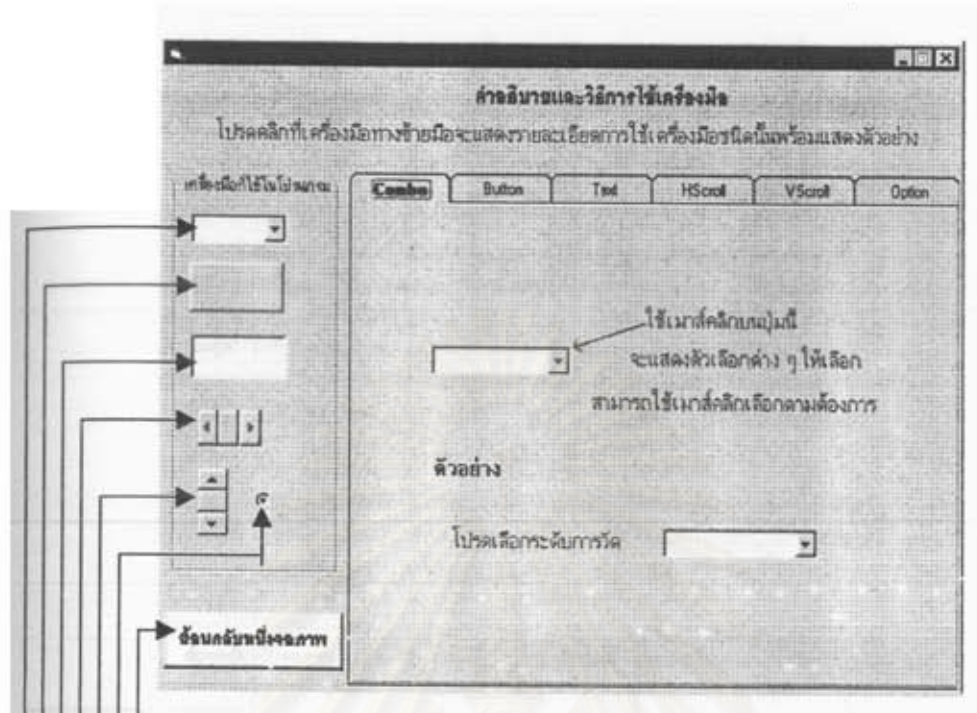 คำอธิบายและวิธีการใช้เครื่องมือ
โปรดคลิกที่เครื่องมือทางซ้ายมือจะแสดงรายละเอียดการใช้เครื่องมือชนิดนั้นพร้อมแสดงตัวอย่าง
เครื่องมือที่ใช้ในโปรแกรม
Combo Button Text HScroll VScroll Option
ใช้เมาส์คลิกบนปุ่มนี้
จะแสดงตัวเลือกต่าง ๆ ให้เลือก
สามารถใช้เมาส์คลิกเลือกตามต้องการ
ตัวอย่าง
โปรดเลือกระดับการวัด
ย้อนกลับหนึ่งจอภาพ